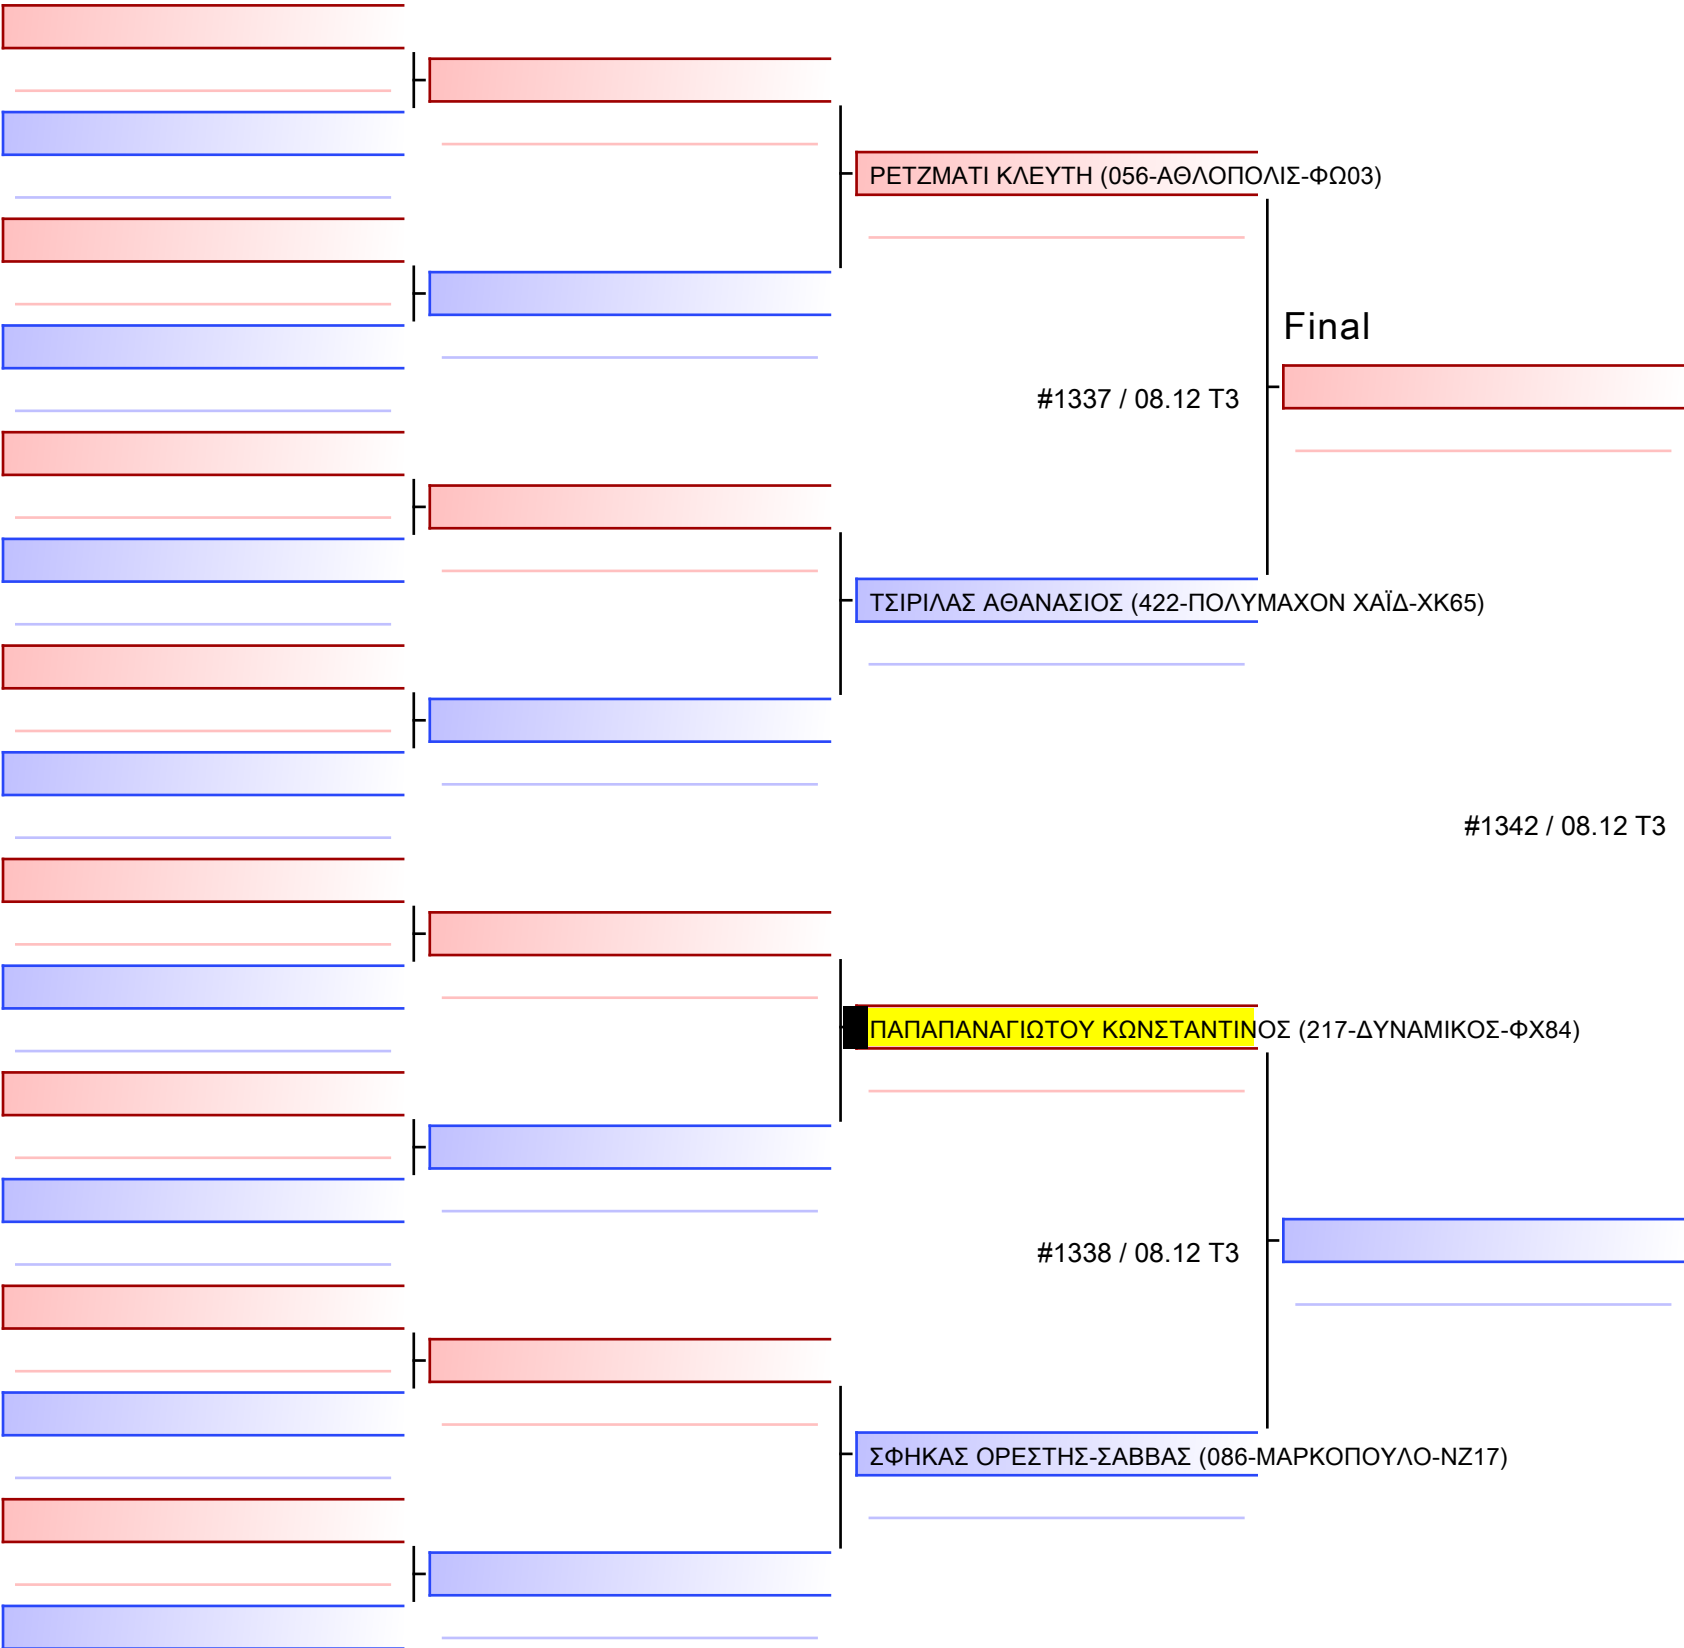 ΡΕΤΖΜΑΤΙ ΚΛΕΥΤΗ (056-ΑΘΛΟΠΟΛΙΣ-ΦΩ03)
Final
#1337 / 08.12 T3
ΤΣΙΡΙΛΑΣ ΑΘΑΝΑΣΙΟΣ (422-ΠΟΛΥΜΑΧΟΝ ΧΑΪΔ-ΧΚ65)
#1342 / 08.12 T3
ΠΑΠΑΠΑΝΑΓΙΩΤΟΥ ΚΩΝΣΤΑΝΤΙΝΟΣ (217-ΔΥΝΑΜΙΚΟΣ-ΦΧ84)
#1338 / 08.12 T3
ΣΦΗΚΑΣ ΟΡΕΣΤΗΣ-ΣΑΒΒΑΣ (086-ΜΑΡΚΟΠΟΥΛΟ-ΝΖ17)